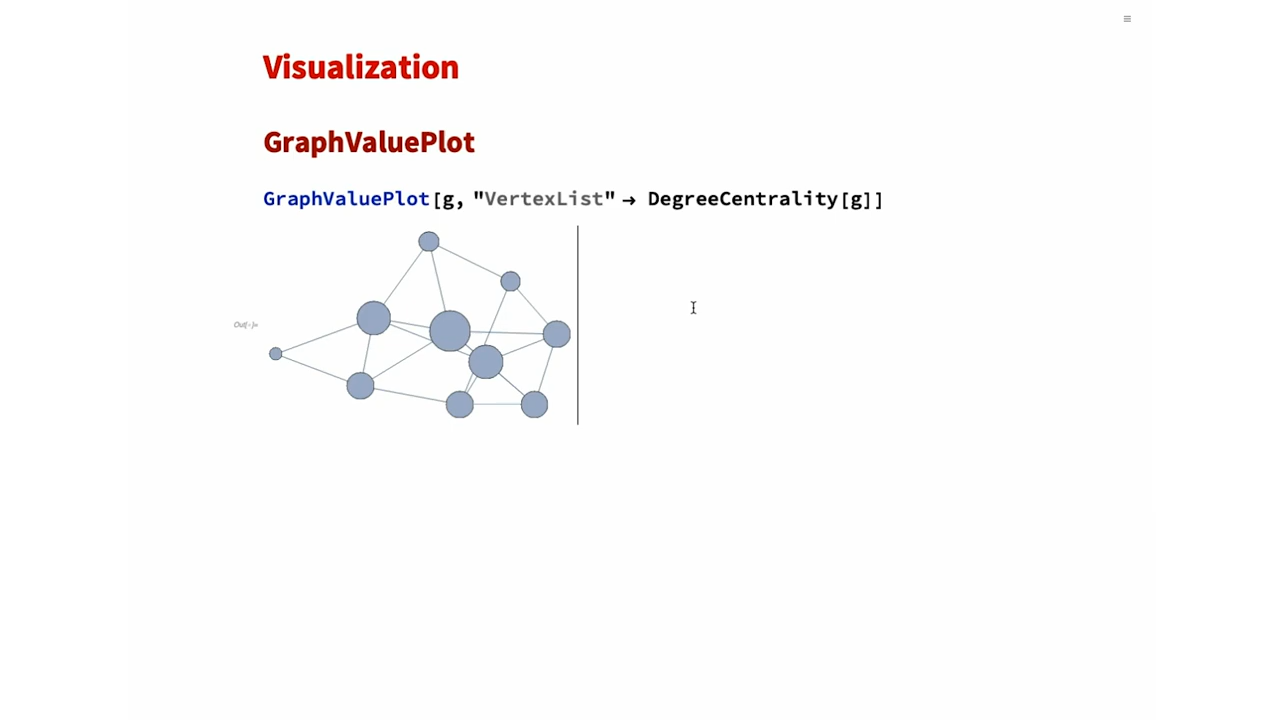 Visualization
GraphValuePlot
GraphValuePlot[g, "VertexList" → DegreeCentrality[g]]